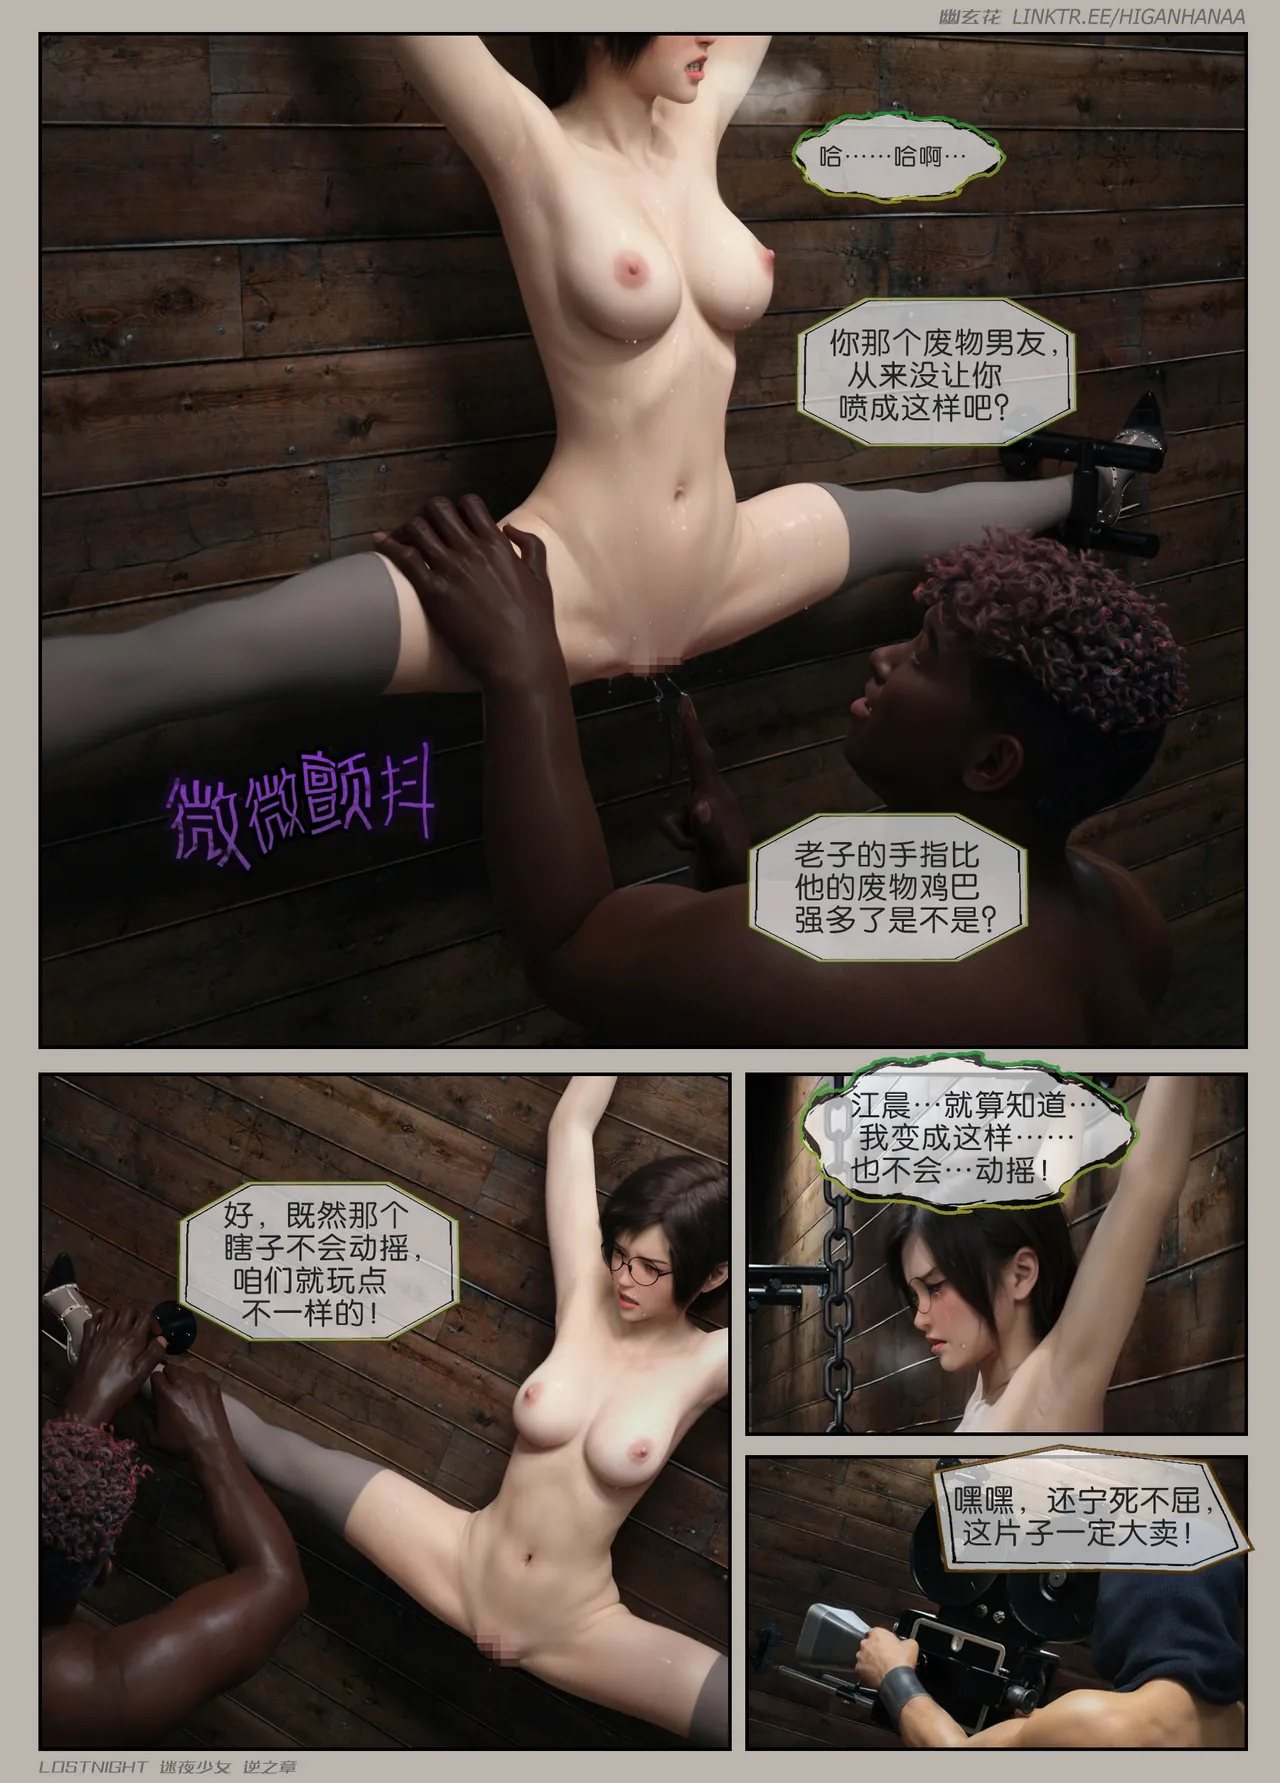 幽玄花 LINKTR.EE/HIGANHANAA
哈……哈啊…
你那个废物男友，
从来没让你
喷成这样吧？
微微颤抖
老子的手指比
他的废物鸡巴
强多了是不是？
江晨…就算知道…
我变成这样……
也不会…动摇！
好，既然那个
瞎子不会动摇，
咱们就玩点
不一样的！
嘿嘿，还宁死不屈，
这片子一定大卖！
LOSTNIGHT 迷夜少女 逆之章